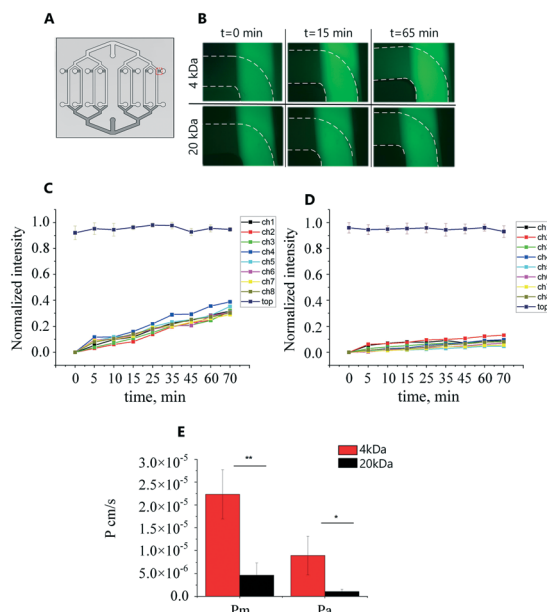 A
B
t=0 min
t=15 min
t=65 min
4 kDa
20 kDa
C
Normalized intensity
1.0
0.8
0.6
0.4
0.2
0.0
0 5 10 15 25 35 45 60 70
time, min
ch1
ch2
ch3
ch4
ch5
ch6
ch7
ch8
top
D
Normalized intensity
1.0
0.8
0.6
0.4
0.2
0.0
0 5 10 15 25 35 45 60 70
time, min
top
E
P cm/s
3.0×10⁻⁵
2.5×10⁻⁵
2.0×10⁻⁵
1.5×10⁻⁵
1.0×10⁻⁵
5.0×10⁻⁶
0.0
**
*
4kDa
20kDa
Pm
Pa